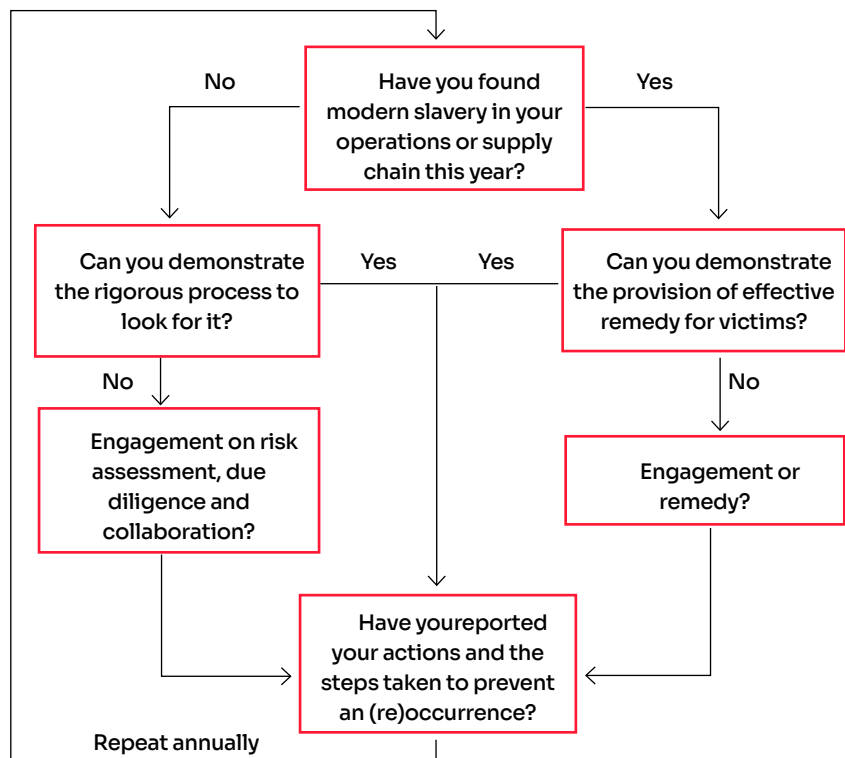 No
Have you found
modern slavery in your
operations or supply
chain this year?
Yes
Can you demonstrate
the rigorous process to
look for it?
Yes
Yes
Can you demonstrate
the provision of effective
remedy for victims?
No
No
Engagement on risk
assessment, due
diligence and
collaboration?
Engagement or
remedy?
Have youreported
your actions and the
steps taken to prevent
an (re)occurrence?
Repeat annually